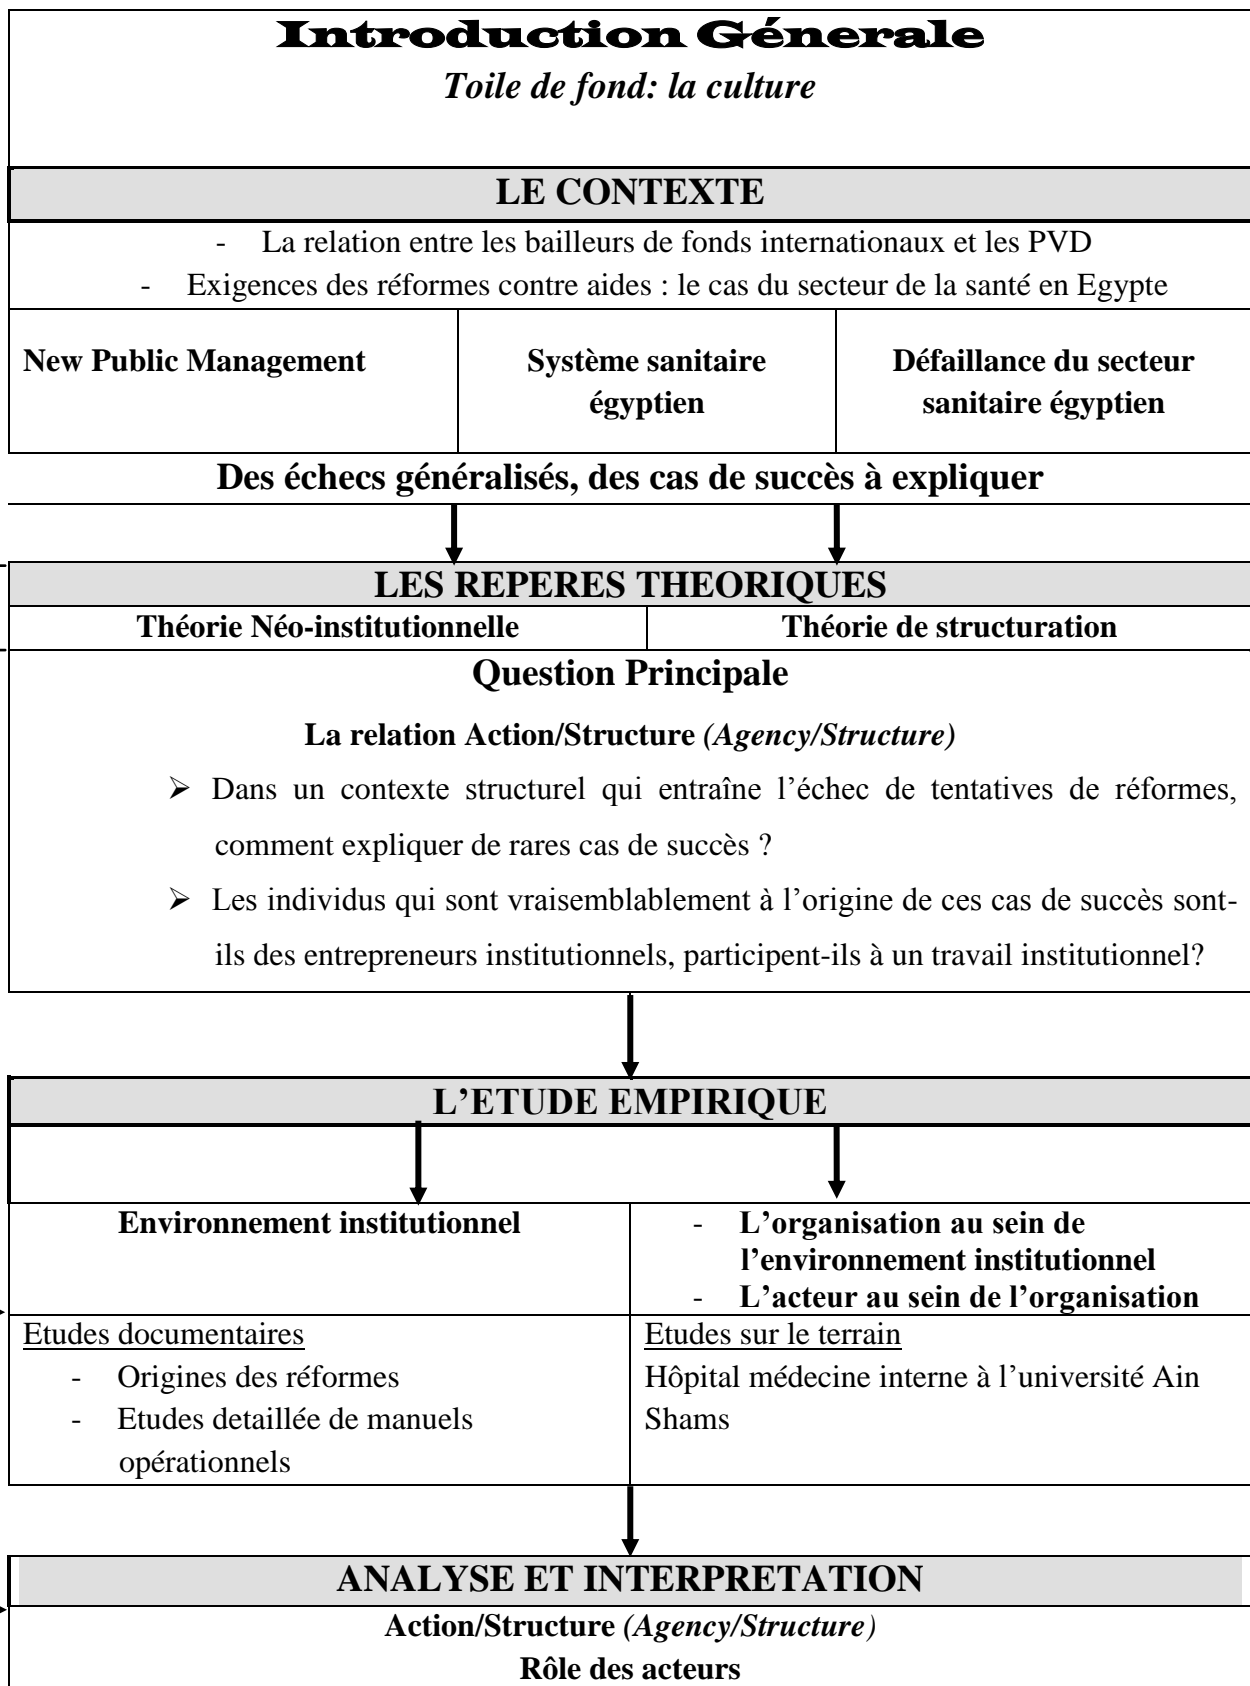 Introduction Génerale
Toile de fond: la culture
LE CONTEXTE
- La relation entre les bailleurs de fonds internationaux et les PVD
- Exigences des réformes contre aides : le cas du secteur de la santé en Egypte
New Public Management
Système sanitaire
égyptien
Défaillance du secteur
sanitaire égyptien
Des échecs généralisés, des cas de succès à expliquer
LES REPERES THEORIQUES
Théorie Néo-institutionnelle
Théorie de structuration
Question Principale
La relation Action/Structure (Agency/Structure)
➢ Dans un contexte structurel qui entraîne l’échec de tentatives de réformes,
comment expliquer de rares cas de succès ?
➢ Les individus qui sont vraisemblablement à l’origine de ces cas de succès sont-
ils des entrepreneurs institutionnels, participent-ils à un travail institutionnel?
L’ETUDE EMPIRIQUE
Environnement institutionnel
- L’organisation au sein de
l’environnement institutionnel
- L’acteur au sein de l’organisation
Etudes documentaires
- Origines des réformes
- Etudes detaillée de manuels
opérationnels
Etudes sur le terrain
Hôpital médecine interne à l’université Ain
Shams
ANALYSE ET INTERPRETATION
Action/Structure (Agency/Structure)
Rôle des acteurs